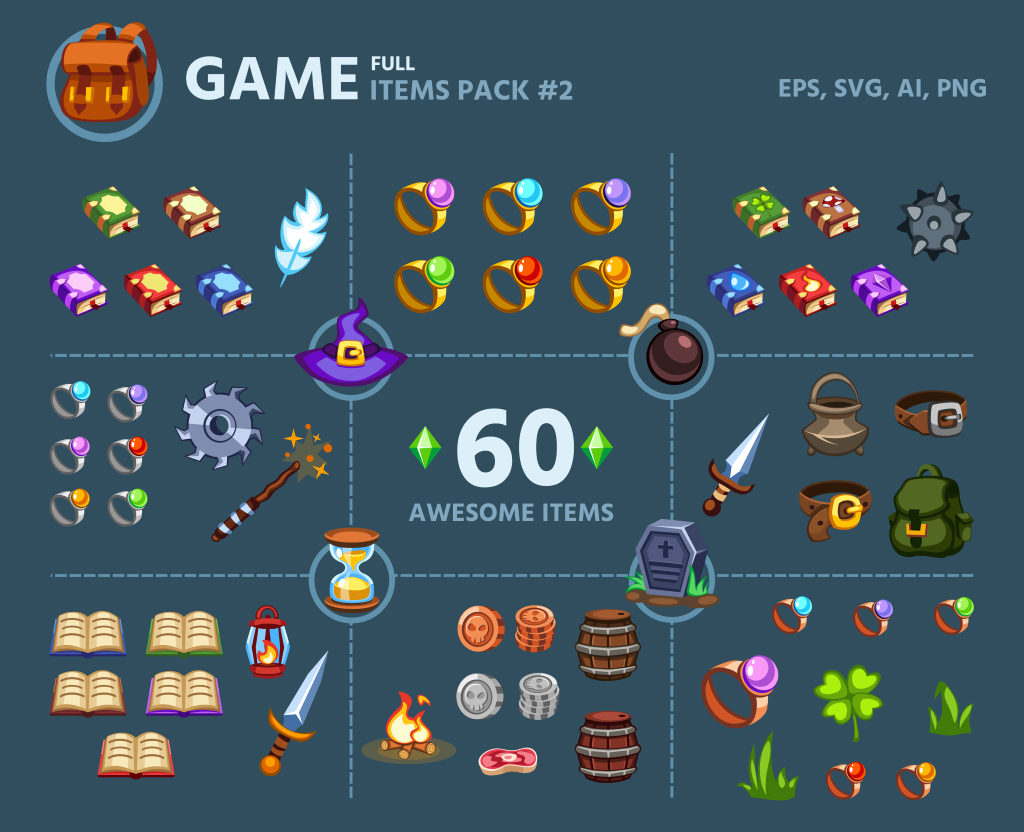 GAME FULL
ITEMS PACK #2
EPS, SVG, AI, PNG
60
AWESOME ITEMS